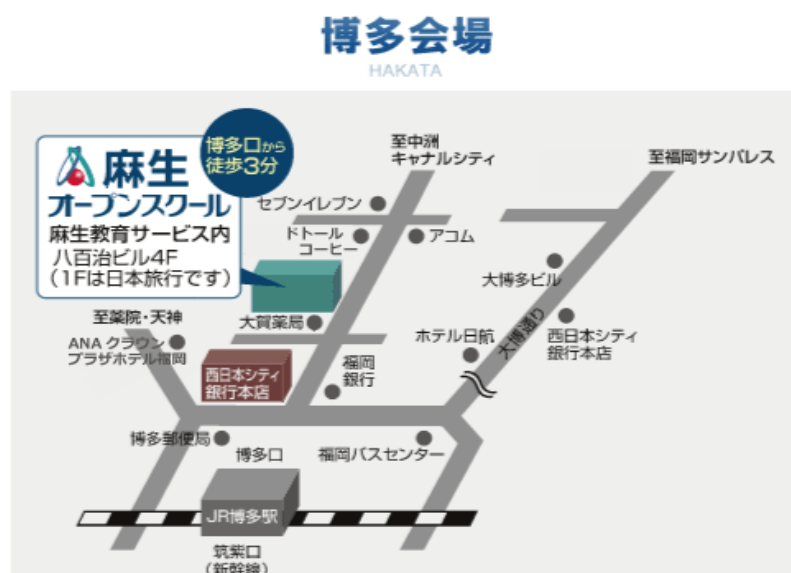 博多会場
HAKATA
博多口から
徒歩3分
麻生
オープンスクール
麻生教育サービス内
八百治ビル4F
（1Fは日本旅行です）
至中洲
キャナルシティ
至福岡サンパレス
セブンイレブン
ドトール
コーヒー
アコム
大博多ビル
大賀薬局
至薬院・天神
ANA クラウン
プラザホテル福岡
西日本シティ
銀行本店
福岡
銀行
ホテル日航
大博通り
西日本シティ
銀行本店
博多郵便局
博多口
福岡バスセンター
JR博多駅
筑紫口
（新幹線）